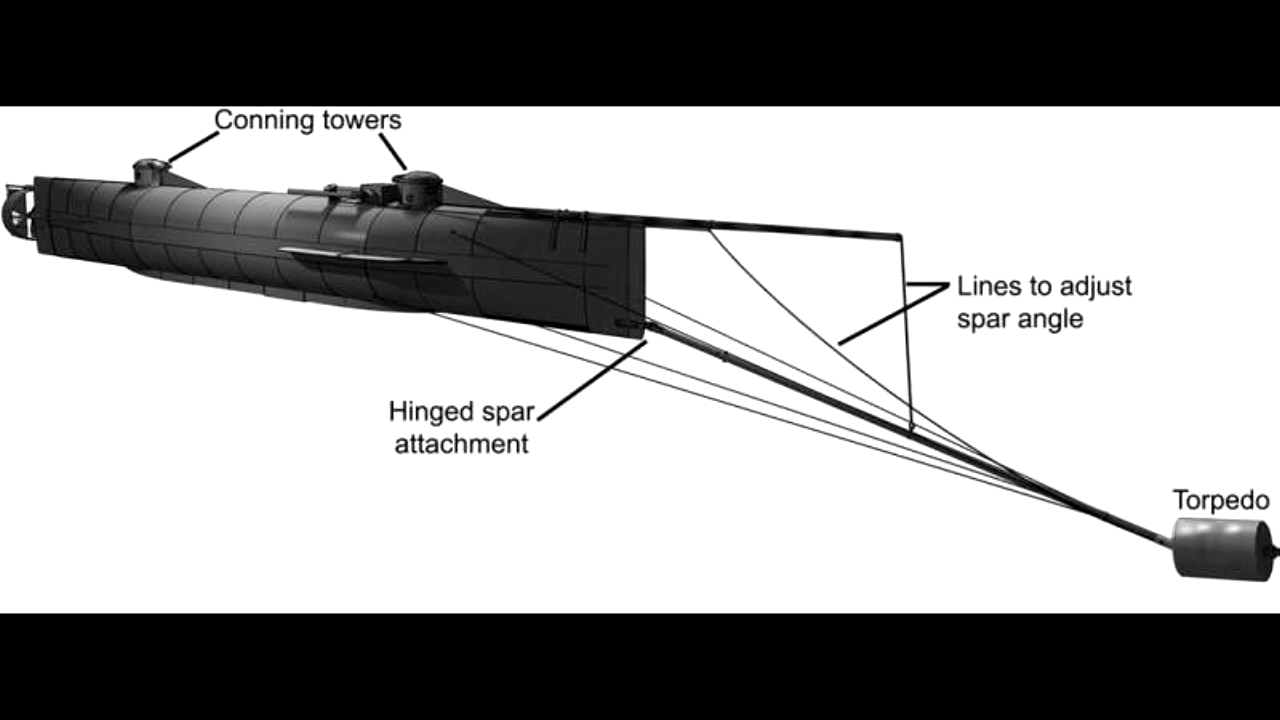 Conning towers
Lines to adjust
spar angle
Hinged spar
attachment
Torpedo